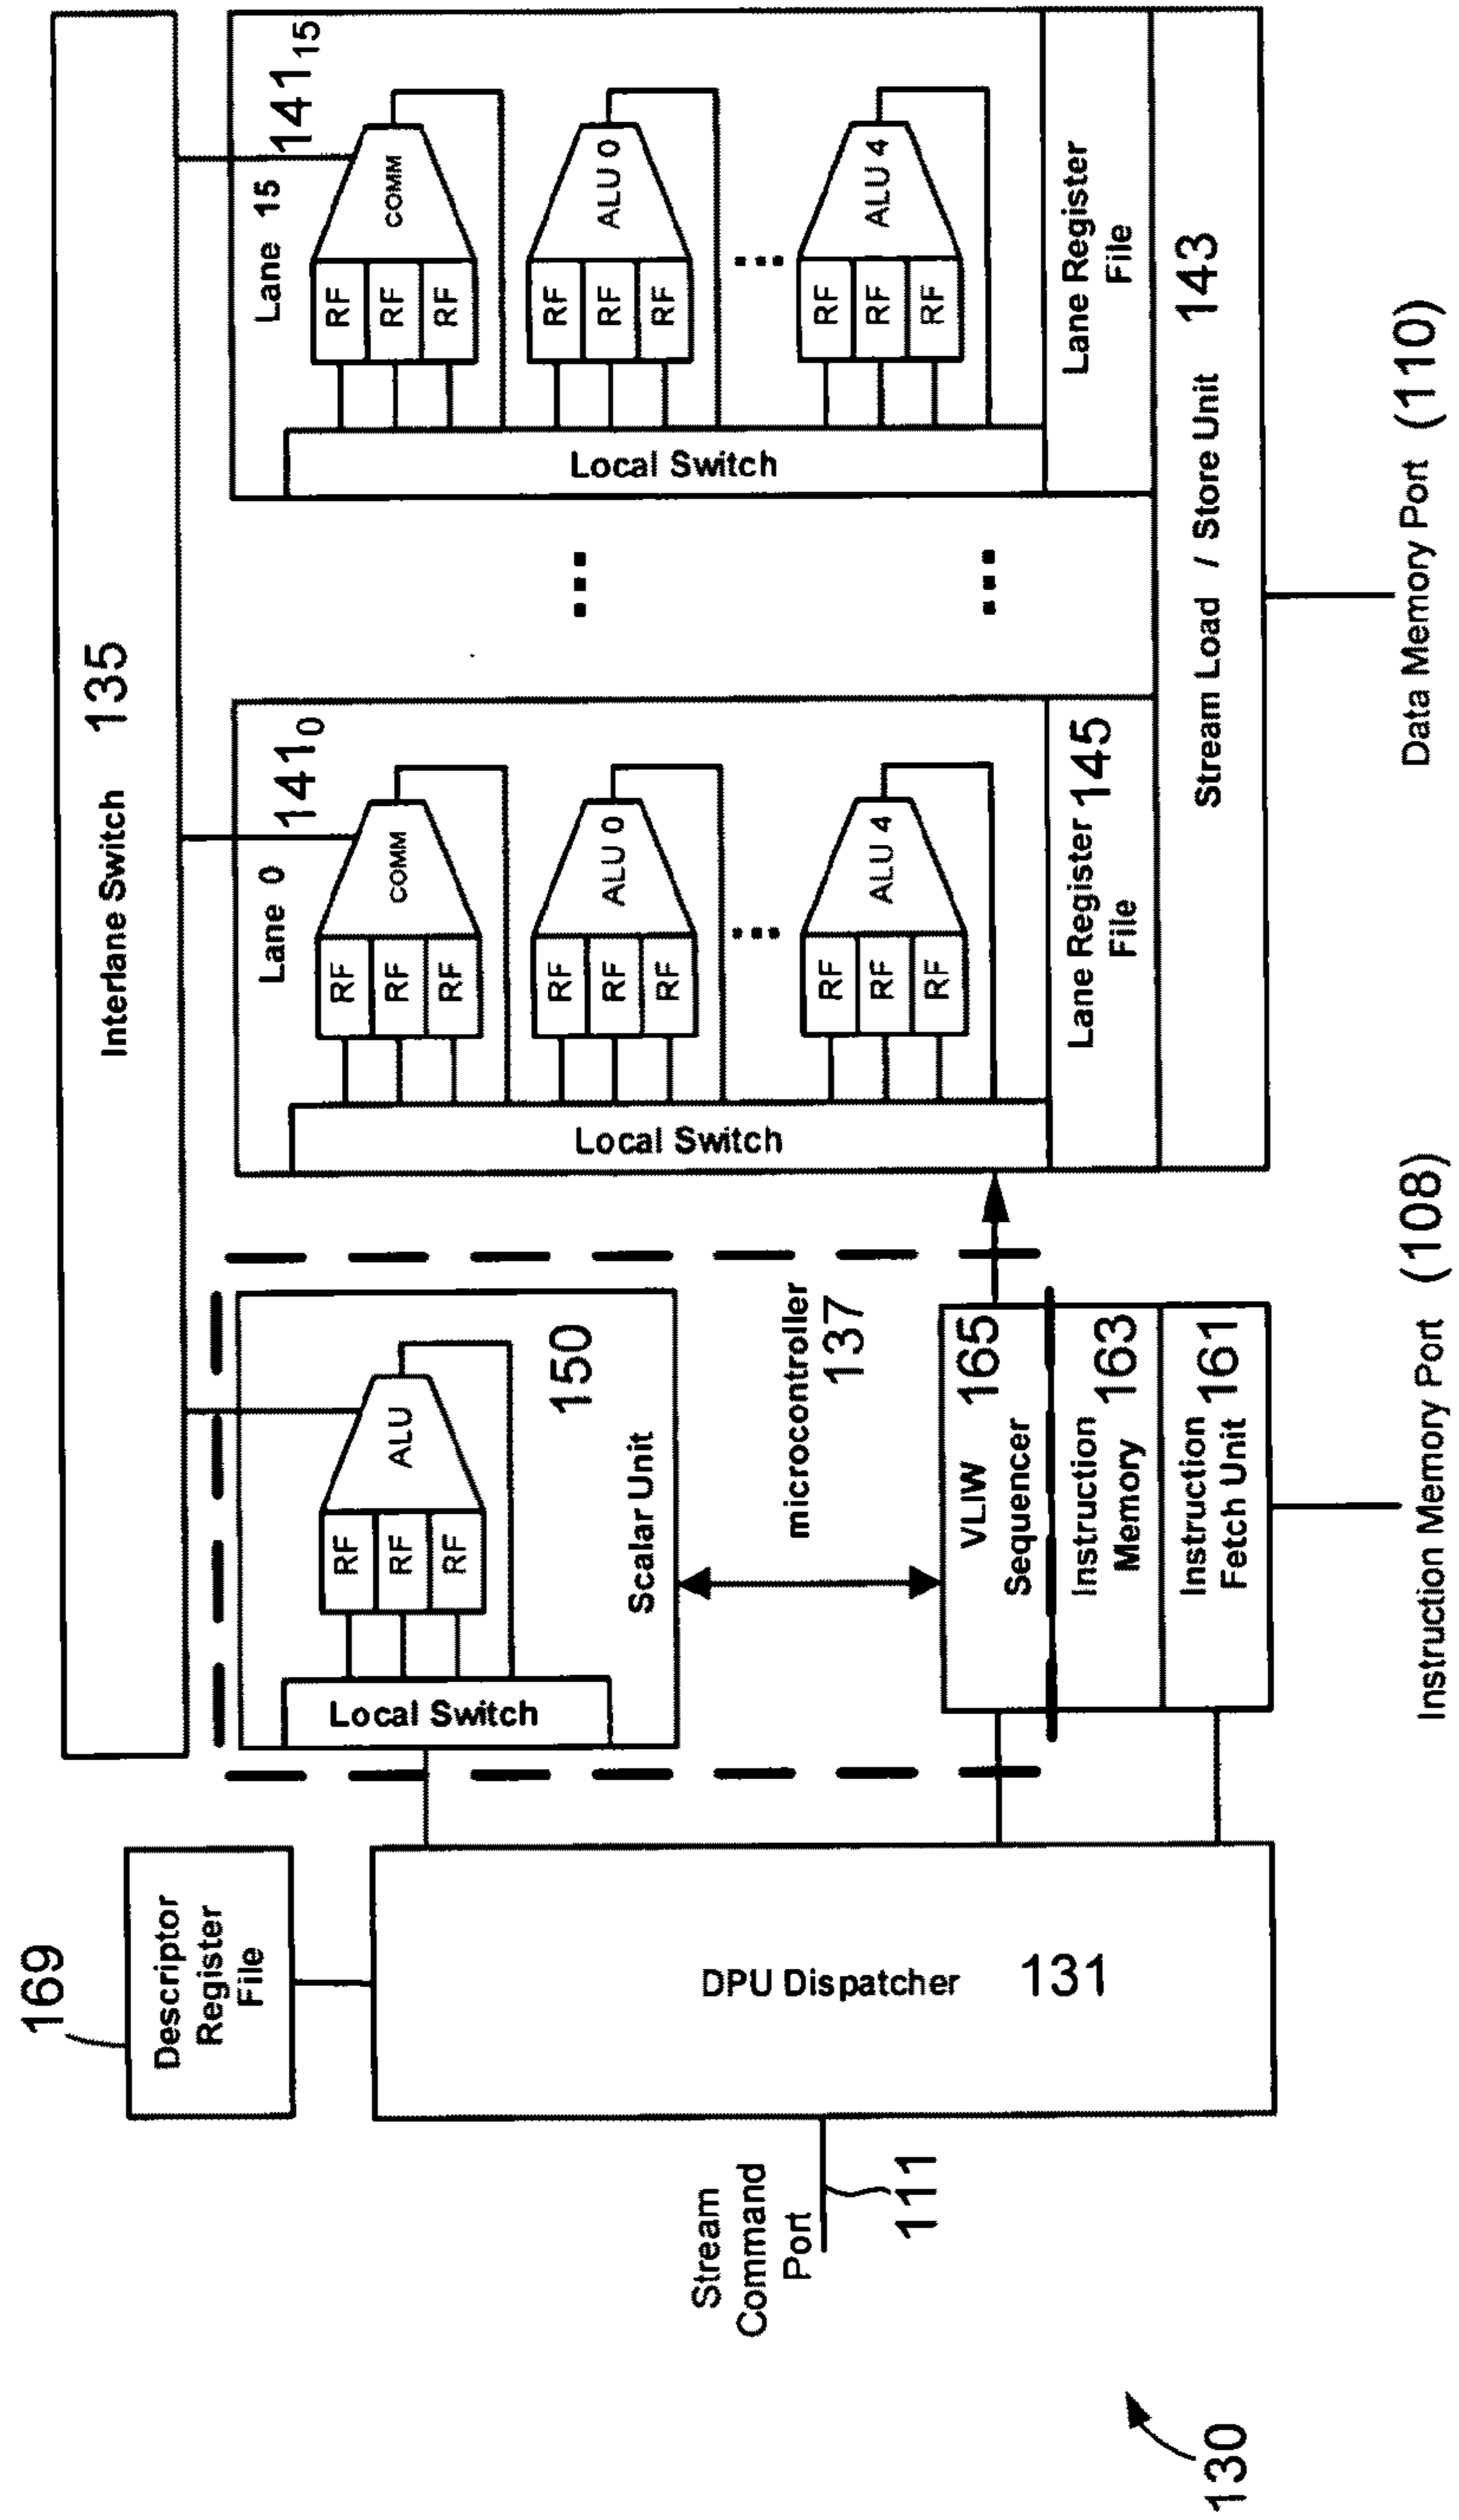 Interlane Switch 135
169
Descriptor
Register
File
Stream
Command
Port
111
DPU Dispatcher 131
Local Switch
RF
RF
RF
ALU
150
Scalar Unit
microcontroller
137
VLIW 165
Sequencer
Instruction 163
Memory
Instruction 161
Fetch Unit
Instruction Memory Port (108)
Lane 0 141₀
Local Switch
RF
RF
RF
COMM
RF
RF
RF
ALU 0
...
RF
RF
RF
ALU 4
Lane Register 145
File
...
...
Lane 15 141₁₅
Local Switch
RF
RF
RF
COMM
RF
RF
RF
ALU 0
...
RF
RF
RF
ALU 4
Lane Register
File
Stream Load / Store Unit 143
Data Memory Port (110)
130